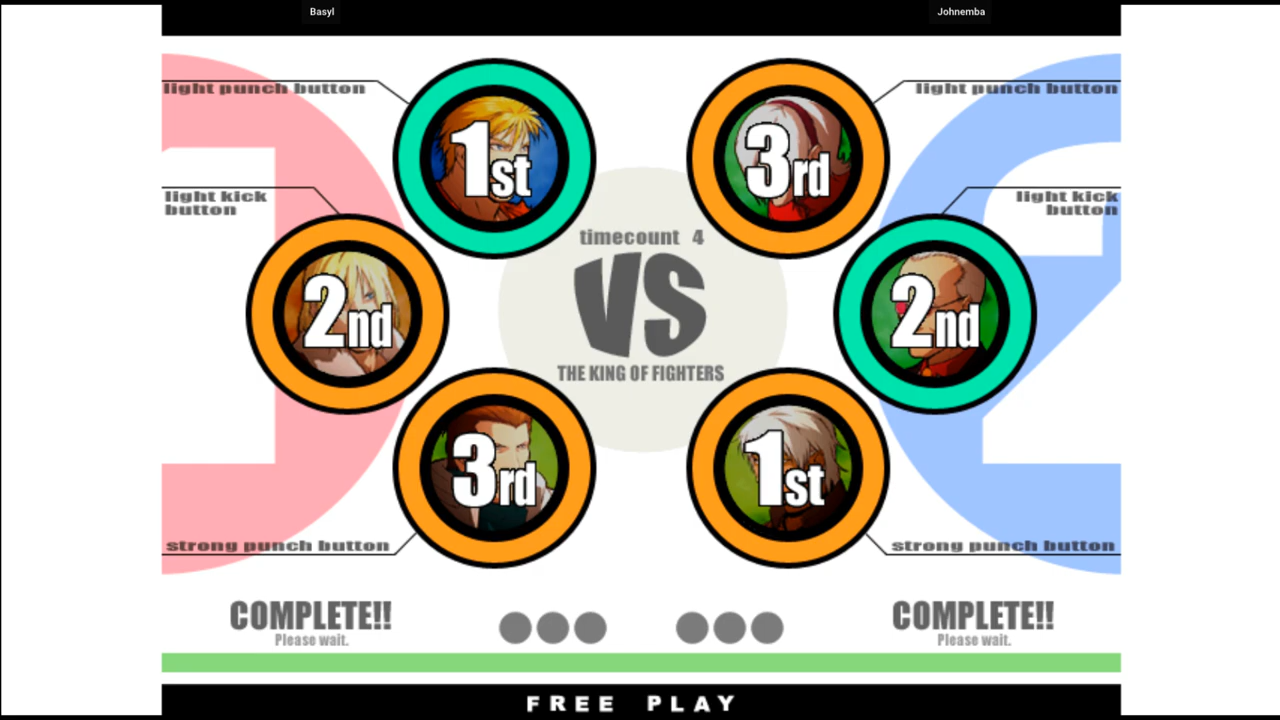 Basyl
Johnemba
light punch button
light punch button
1st
3rd
light kick
button
light kick
button
timecount 4
VS
THE KING OF FIGHTERS
2nd
2nd
3rd
1st
strong punch button
strong punch button
COMPLETE!!
Please wait.
COMPLETE!!
Please wait.
FREE PLAY
1
2